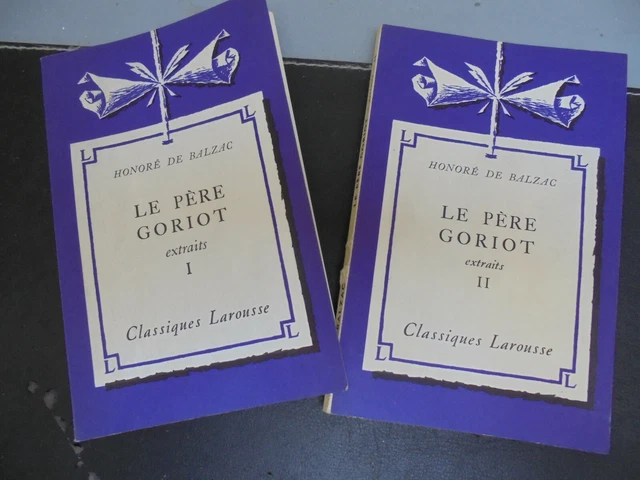 L
L
HONORÉ DE BALZAC
LE PÈRE
GORIOT
extraits
I
Classiques Larousse
L
L
L
L
HONORÉ DE BALZAC
LE PÈRE
GORIOT
extraits
II
Classiques Larousse
L
L